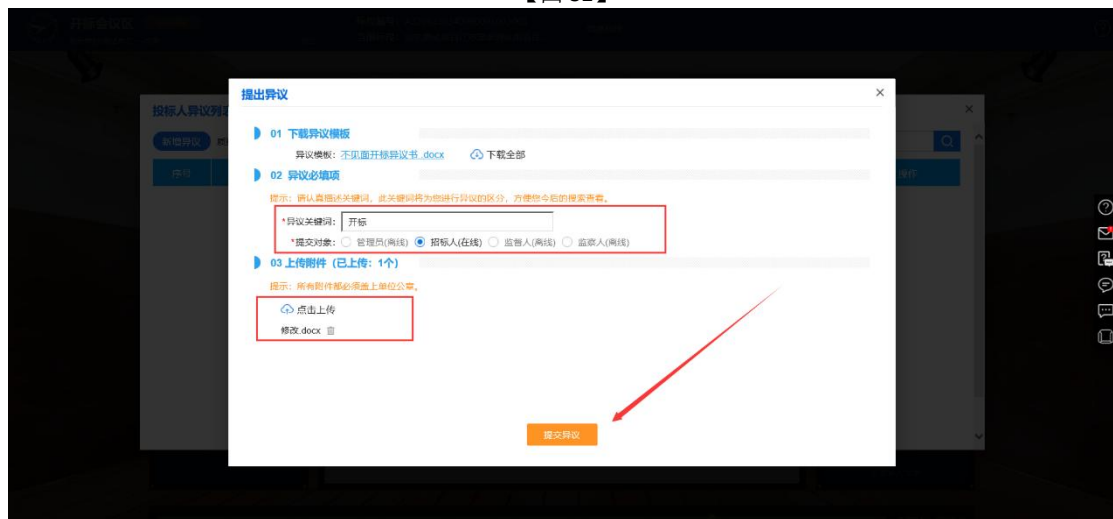 提出异议
×
投标人异议列
×
新增异议
序号
操作
01 下载异议模板
异议模板: 不见面开标异议书.docx 下载全部
02 异议必填项
提示: 请认真描述关键词, 此关键词将为您进行异议的区分, 方便您今后的搜索查看。
*异议关键词: 开标
*提交对象: 管理员(离线) 招标人(在线) 监督人(离线) 监察人(离线)
03 上传附件 (已上传: 1个)
提示: 所有附件都必须盖上单位公章。
点击上传
修改.docx
提交异议